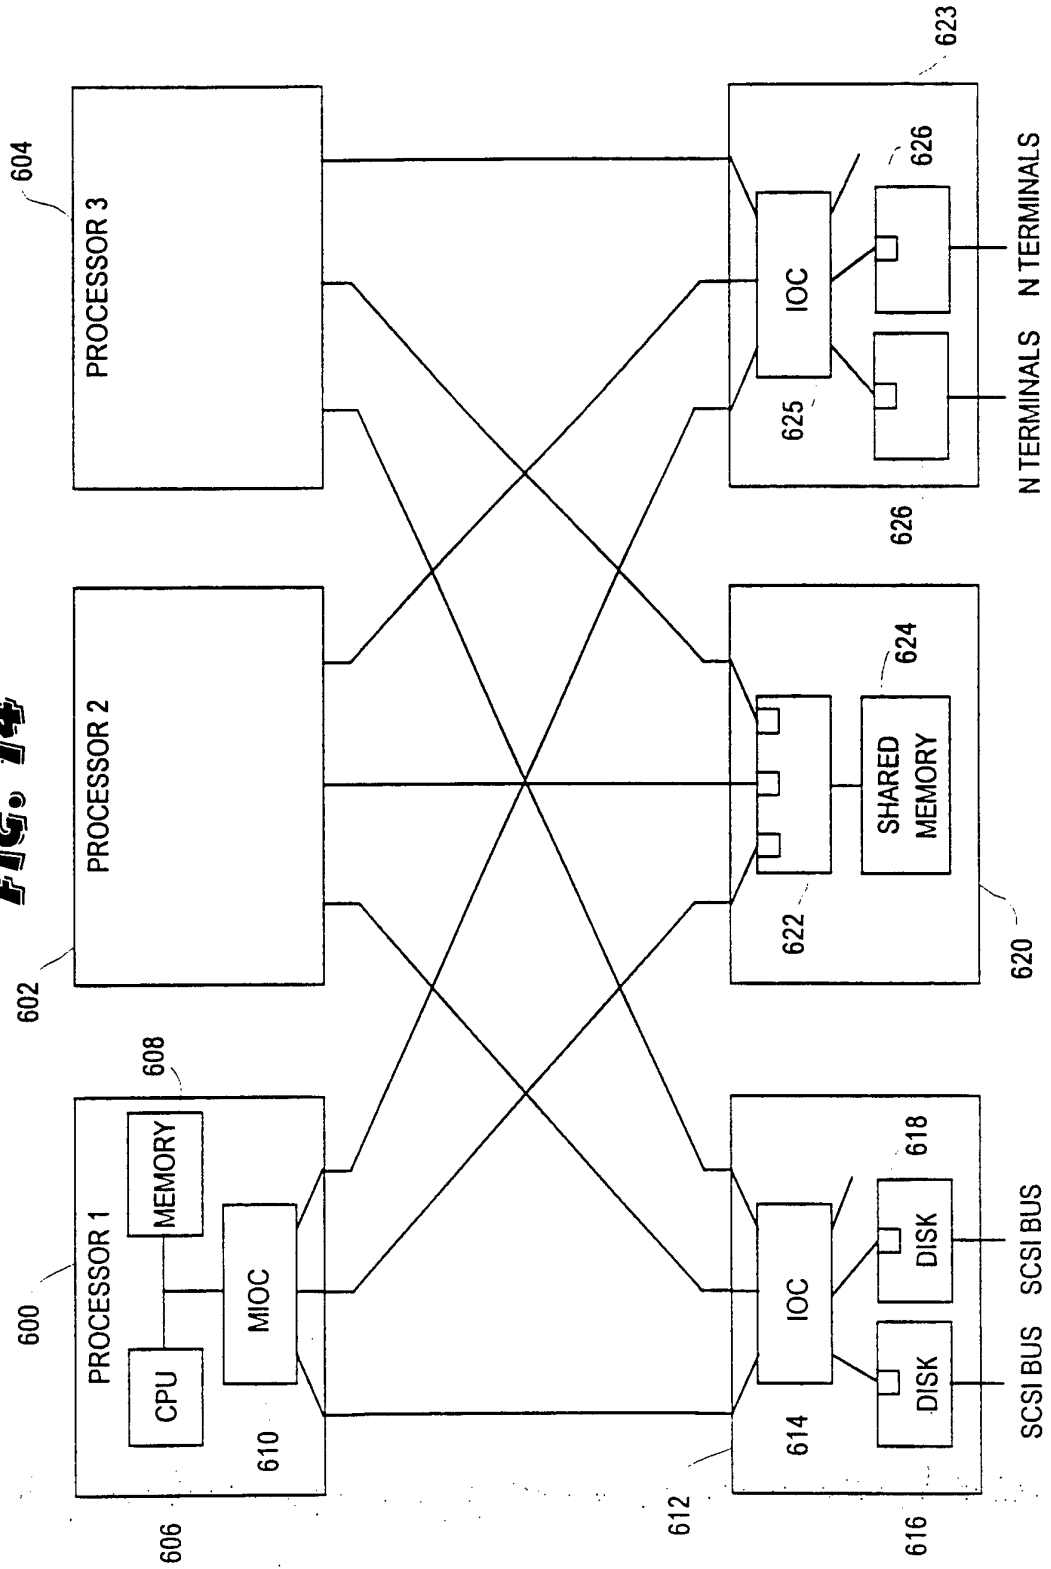 FIG. 14
600
PROCESSOR 1
CPU
606
MEMORY
608
MIOC
610
602
PROCESSOR 2
604
PROCESSOR 3
612
IOC
614
DISK
616
DISK
618
SCSI BUS
SCSI BUS
622
SHARED
MEMORY
624
620
623
IOC
625
626
626
N TERMINALS
N TERMINALS